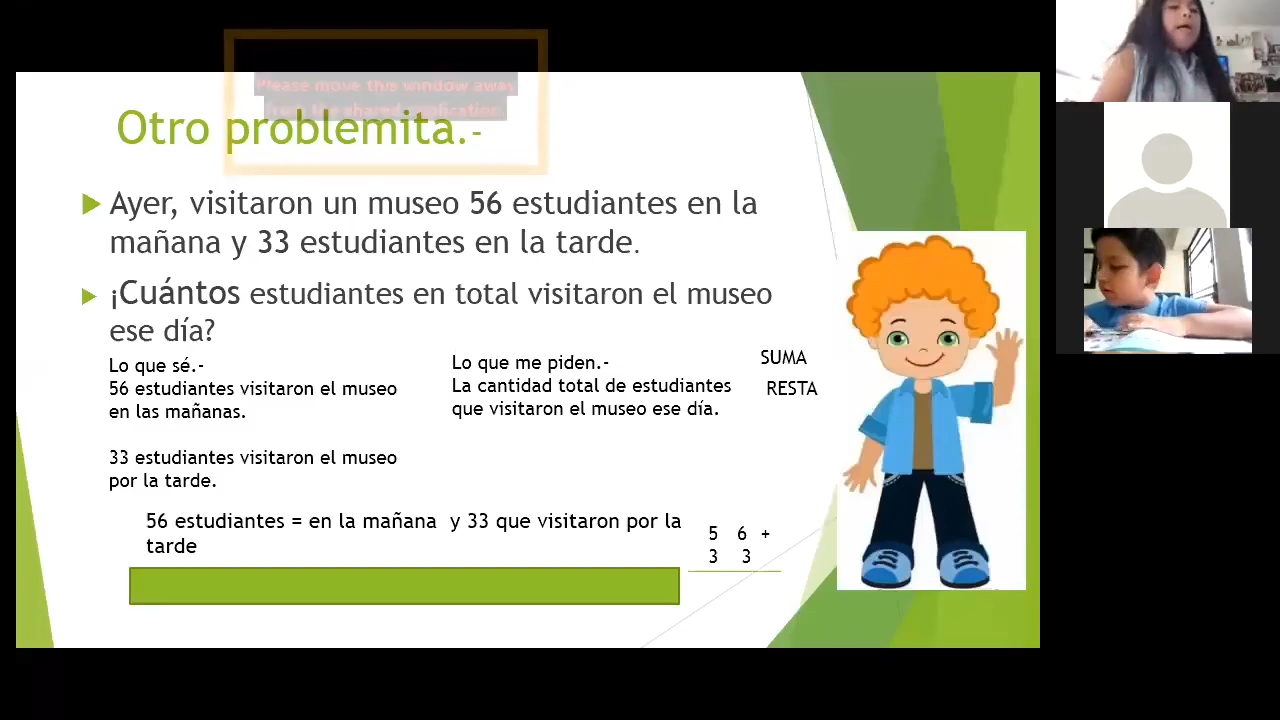 Please move this window away
from the shared application
Otro problemita.-
Ayer, visitaron un museo 56 estudiantes en la
mañana y 33 estudiantes en la tarde.
¡Cuántos estudiantes en total visitaron el museo
ese día?
Lo que sé.-
56 estudiantes visitaron el museo
en las mañanas.
33 estudiantes visitaron el museo
por la tarde.
Lo que me piden.-
La cantidad total de estudiantes
que visitaron el museo ese día.
SUMA
RESTA
56 estudiantes = en la mañana y 33 que visitaron por la
tarde
5 6 +
3 3